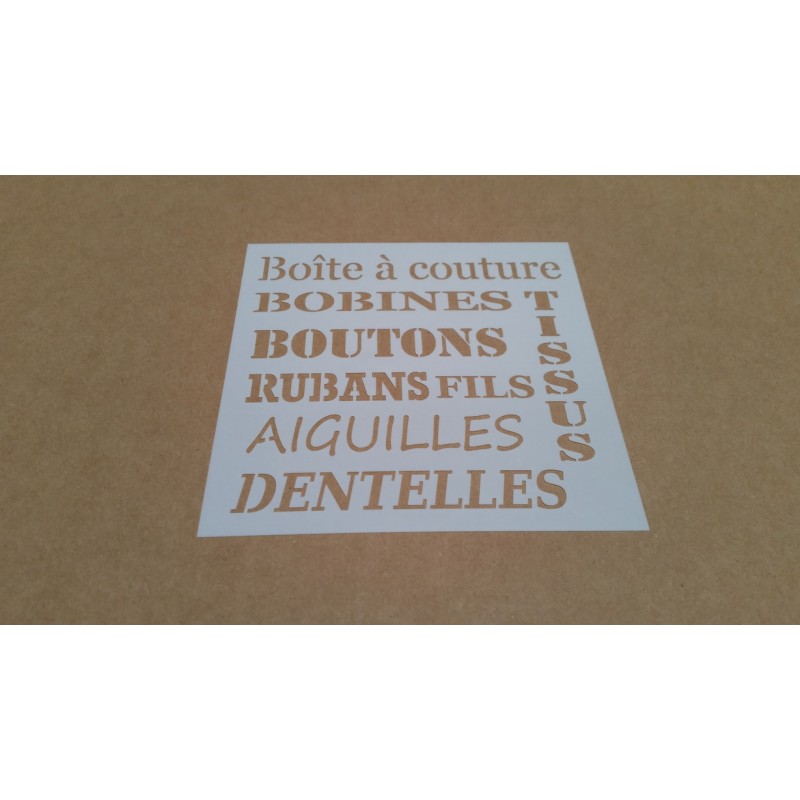 Boîte à couture
BOBINES
BOUTONS
RUBANS FILS
AIGUILLES
DENTELLES
TISSUS